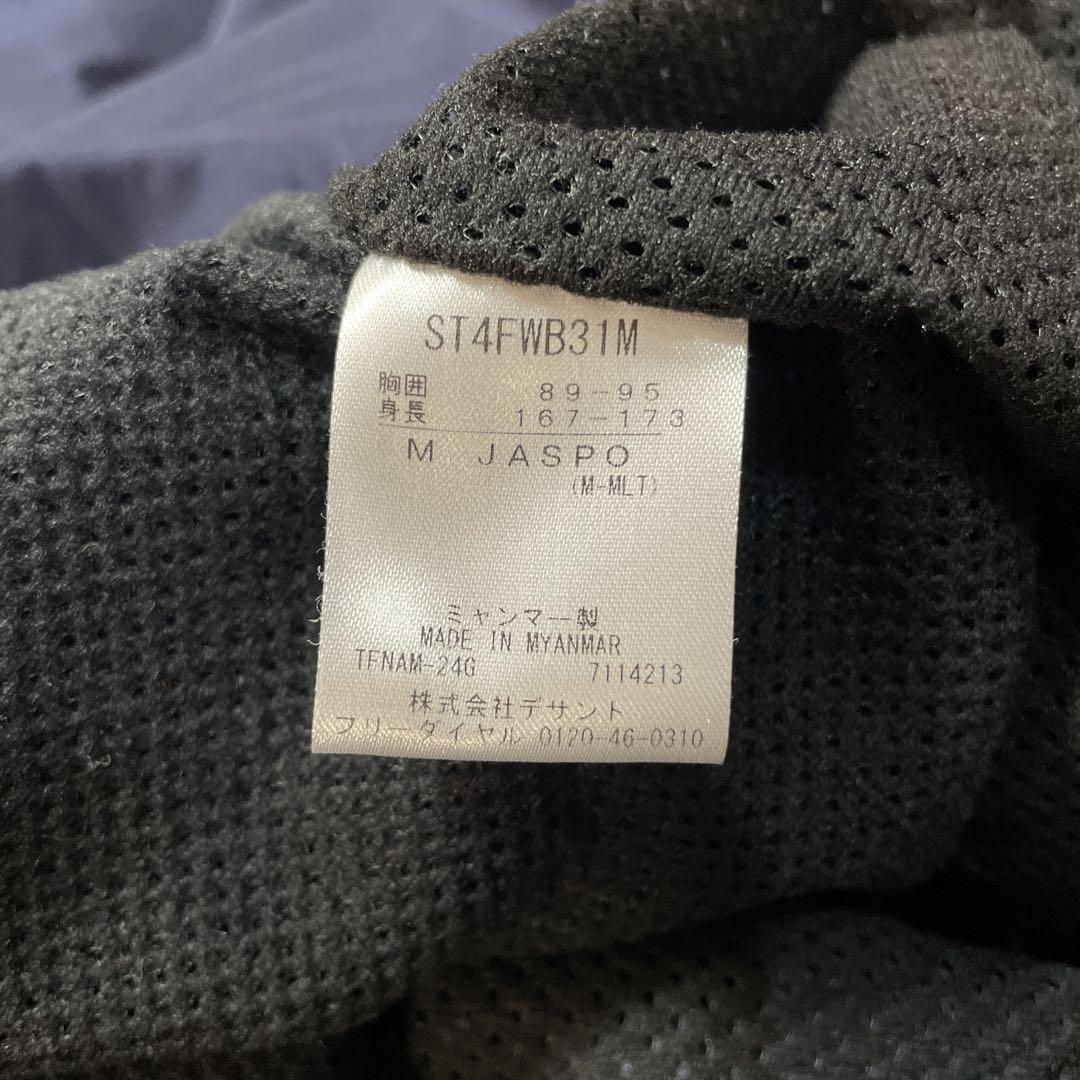 ST4FWB31M
胸囲 89-95
身長 167-173
M JASPO
(M-MLT)
ミャンマー製
MADE IN MYANMAR
TFNAM-24G 7114213
株式会社デサント
フリーダイヤル 0120-46-0310